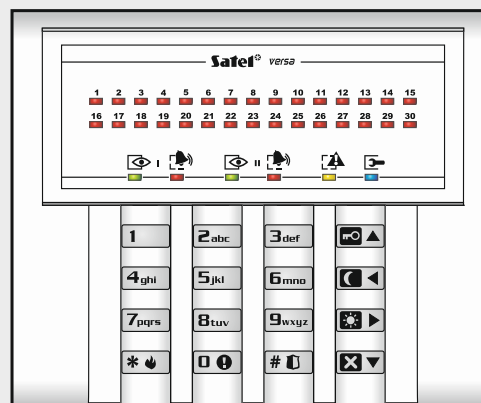 Satel versa
1 2 3 4 5 6 7 8 9 10 11 12 13 14 15
16 17 18 19 20 21 22 23 24 25 26 27 28 29 30
I II
1 2abc 3def
4ghi 5jkl 6mno
7pqrs 8tuv 9wxyz
* 0 #